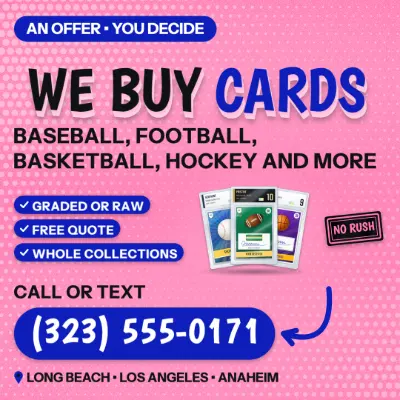 AN OFFER • YOU DECIDE
WE BUY CARDS
BASEBALL, FOOTBALL,
BASKETBALL, HOCKEY AND MORE
GRADED OR RAW
FREE QUOTE
WHOLE COLLECTIONS
10
9
NO RUSH
CALL OR TEXT
(323) 555-0171
LONG BEACH • LOS ANGELES • ANAHEIM